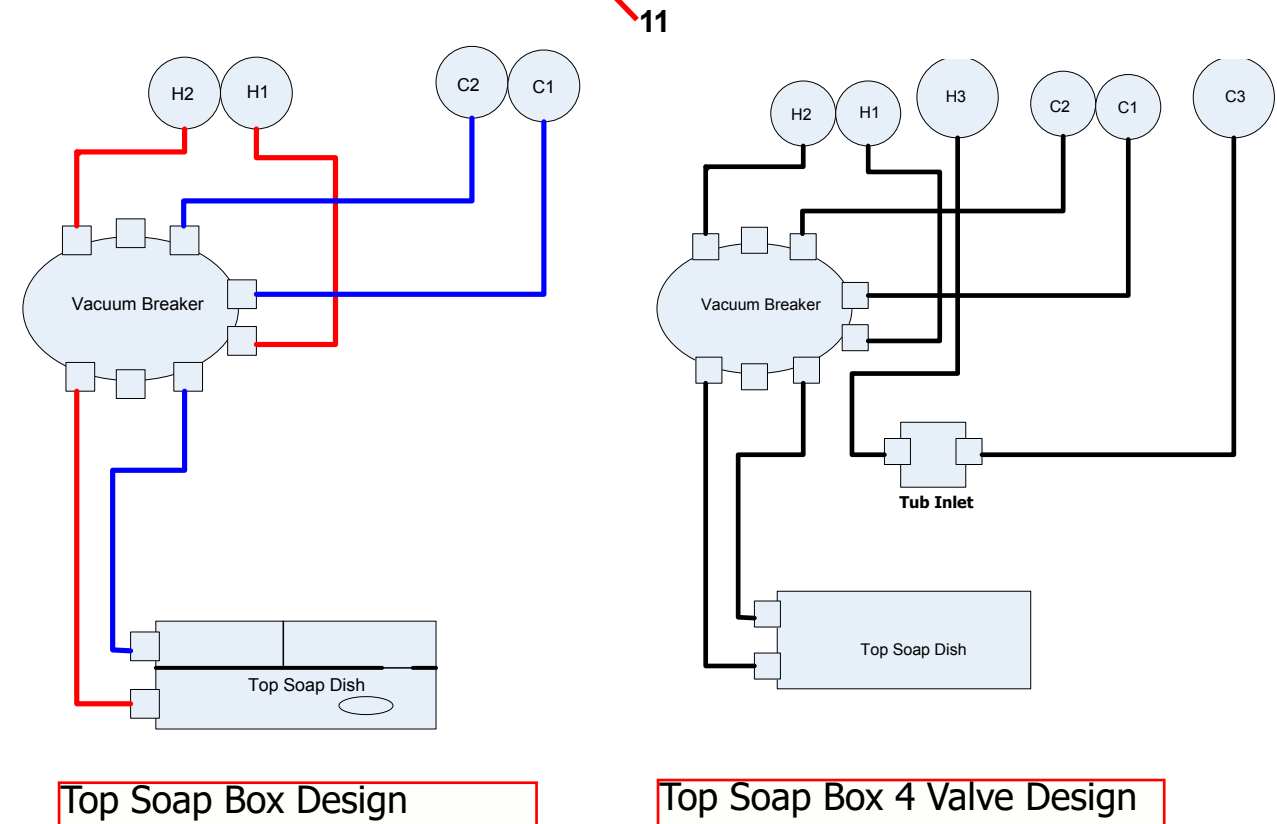 11
H2
H1
C2
C1
Vacuum Breaker
Top Soap Dish
Top Soap Box Design
H2
H1
H3
C2
C1
C3
Vacuum Breaker
Tub Inlet
Top Soap Dish
Top Soap Box 4 Valve Design